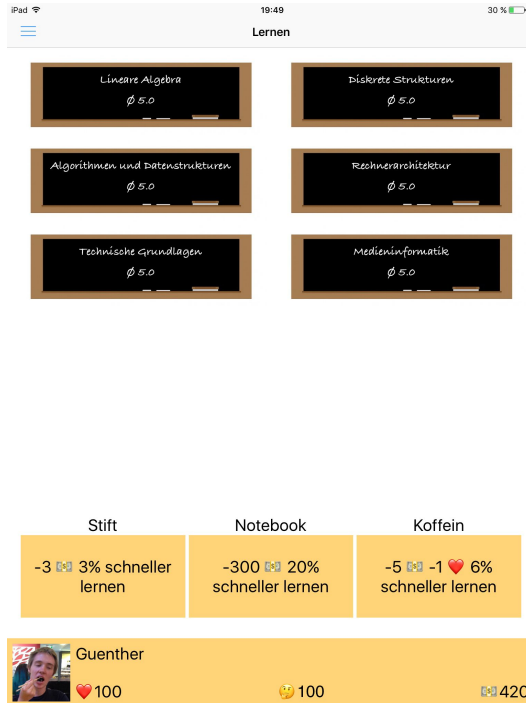 iPad 19:49 30 %
Lernen
Lineare Algebra
Ø 5.0
Diskrete Strukturen
Ø 5.0
Algorithmen und Datenstrukturen
Ø 5.0
Rechnerarchitektur
Ø 5.0
Technische Grundlagen
Ø 5.0
Medieninformatik
Ø 5.0
Stift
-3 💵 3% schneller
lernen
Notebook
-300 💵 20%
schneller lernen
Koffein
-5 💵 -1 ❤️ 6%
schneller lernen
Guenther
❤️100 🤔100 💵420